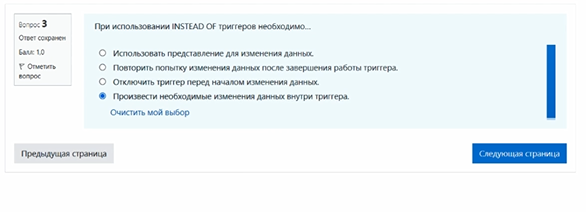 Вопрос 3
Ответ сохранен
Балл: 1,0
Отметить вопрос
При использовании INSTEAD OF триггеров необходимо...
Использовать представление для изменения данных.
Повторить попытку изменения данных после завершения работы триггера.
Отключить триггер перед началом изменения данных.
Произвести необходимые изменения данных внутри триггера.
Очистить мой выбор
Предыдущая страница
Следующая страница